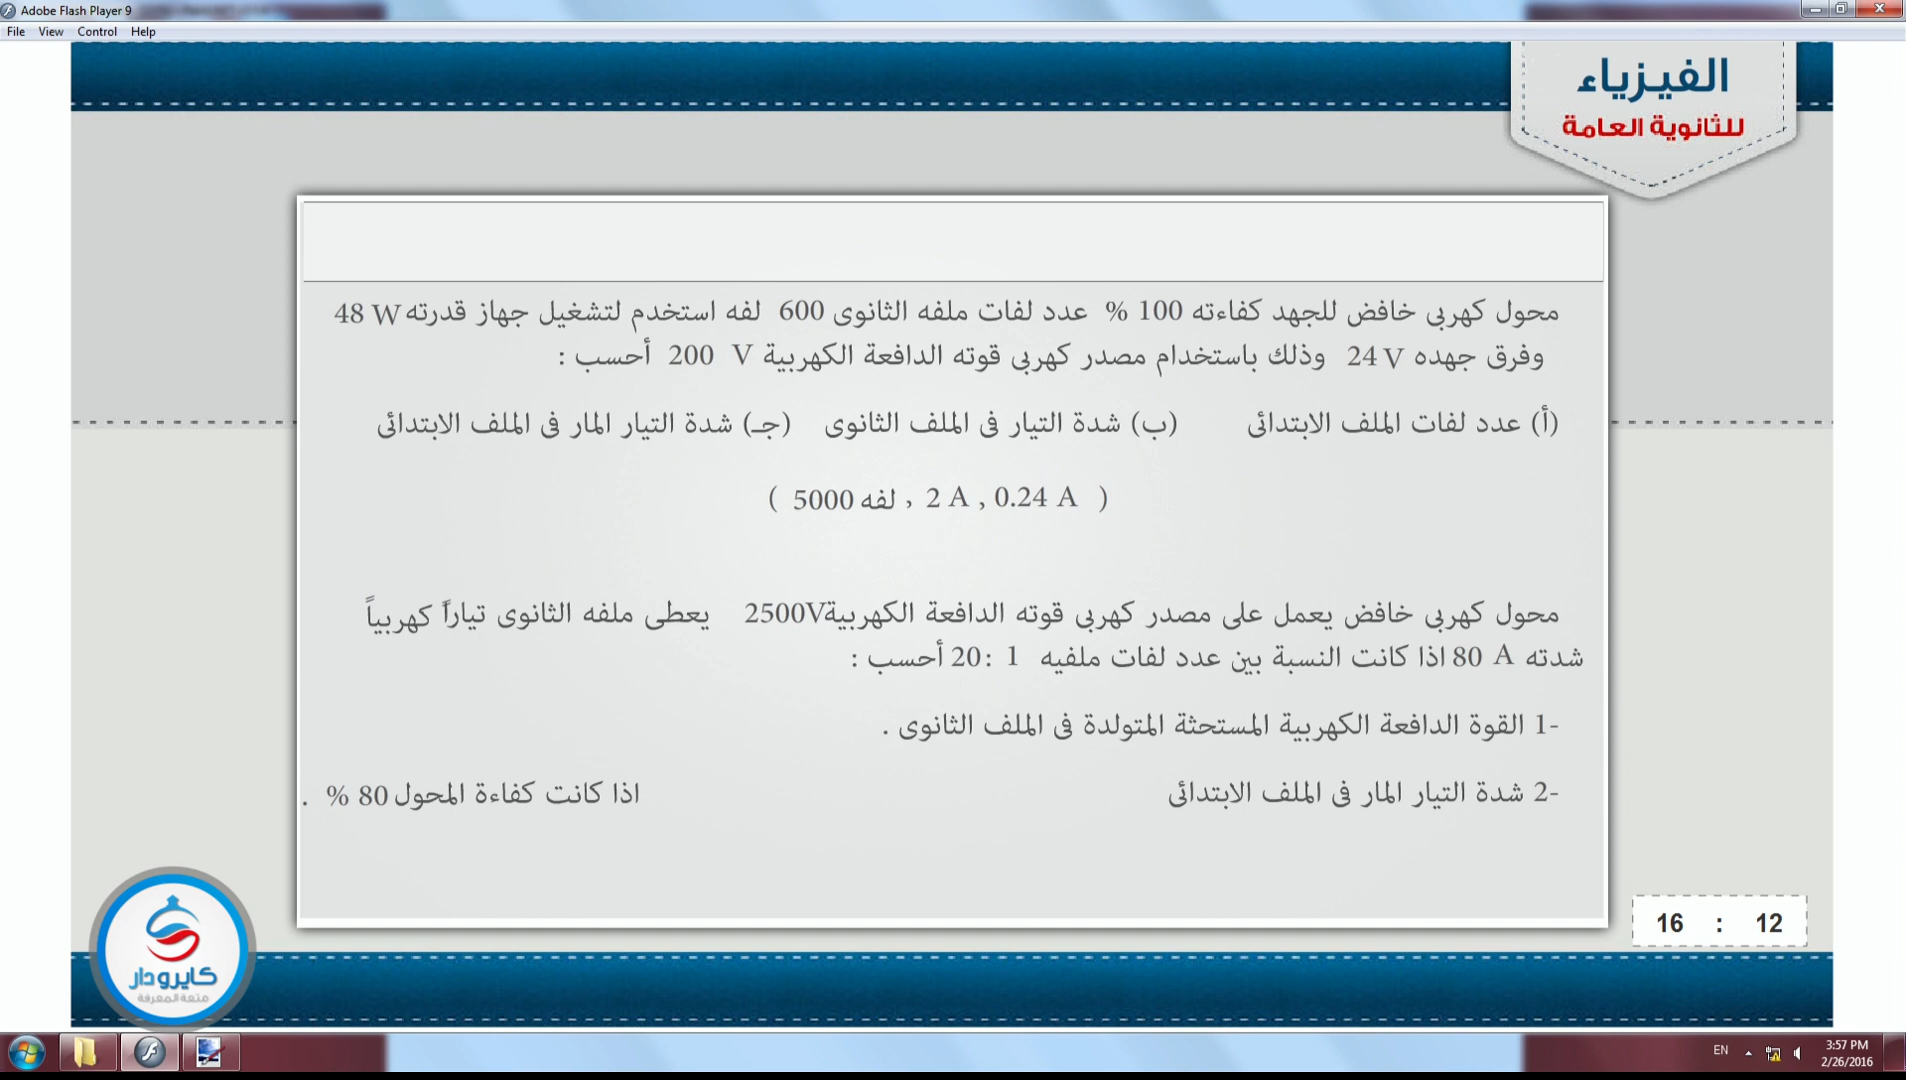 Adobe Flash Player 9
File View Control Help
الفيزياء
للثانوية العامة
محول كهربى خافض للجهد كفاءته 100 % عدد لفات ملفه الثانوى 600 لفه استخدم لتشغيل جهاز قدرته 48 W
وفرق جهده 24 V وذلك باستخدام مصدر كهربى قوته الدافعة الكهربية 200 V أحسب :
(أ) عدد لفات الملف الابتدائى (ب) شدة التيار فى الملف الثانوى (جـ) شدة التيار المار فى الملف الابتدائى
( 5000 لفه , 2 A , 0.24 A )
محول كهربي خافض يعمل على مصدر كهربي قوته الدافعة الكهربية 2500V يعطى ملفه الثانوى تياراً كهربياً
شدته 80 A اذا كانت النسبة بين عدد لفات ملفيه 1 :20 أحسب :
-1 القوة الدافعة الكهربية المستحثة المتولدة فى الملف الثانوى .
-2 شدة التيار المار فى الملف الابتدائى اذا كانت كفاءة المحول 80 % .
16 : 12
كايرودار
متعة المعرفة
EN
3:57 PM
2/26/2016